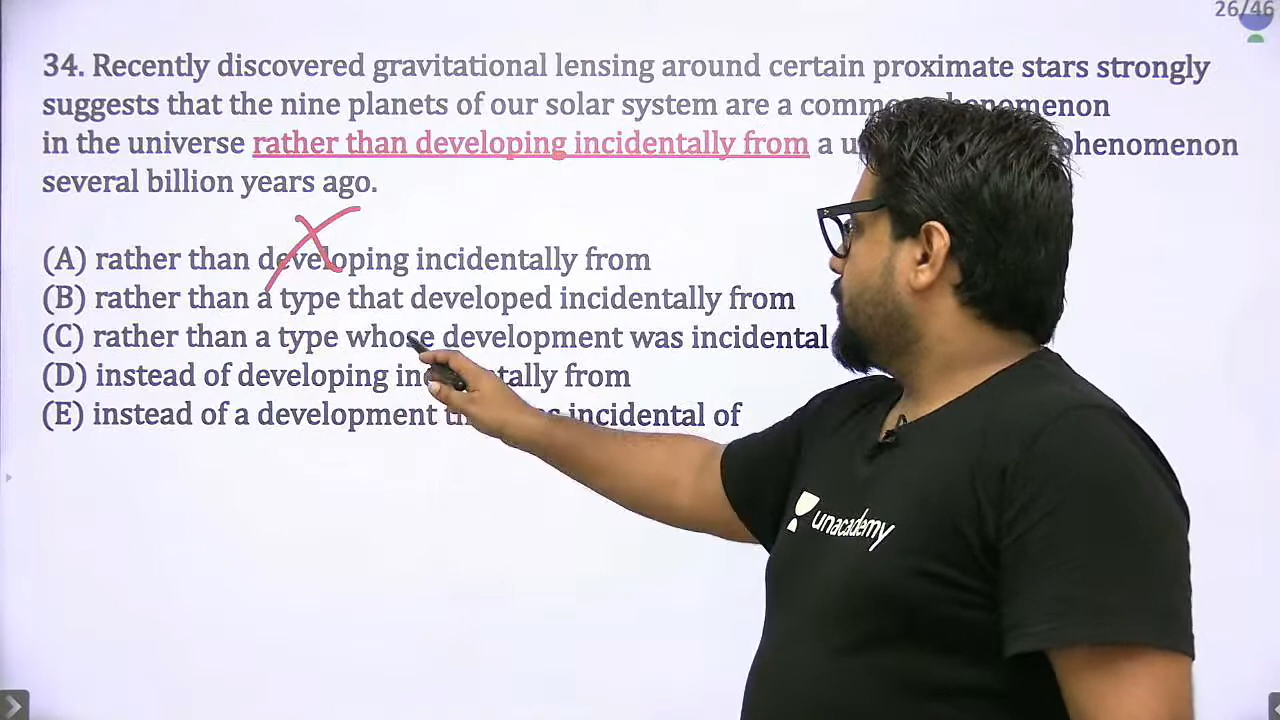 26/46
34. Recently discovered gravitational lensing around certain proximate stars strongly
suggests that the nine planets of our solar system are a phenomenon
in the universe rather than developing incidentally from a phenomenon
several billion years ago.
(A) rather than developing incidentally from
(B) rather than a type that developed incidentally from
(C) rather than a type whose development was incidental
(D) instead of developing from
(E) instead of a development incidental of
unacademy